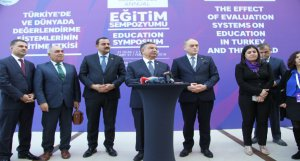 TÜRKİYE'DE
VE DÜNYADA
DEĞERLENDİRME
SİSTEMLERİNİN
EĞİTİME ETKİSİ
EĞİTİM
SEMPOZYUMU
EDUCATION
SYMPOSIUM
THE EFFECT OF
EVALUATION SYSTEMS ON
EDUCATION IN
TURKEY AND THE WORLD